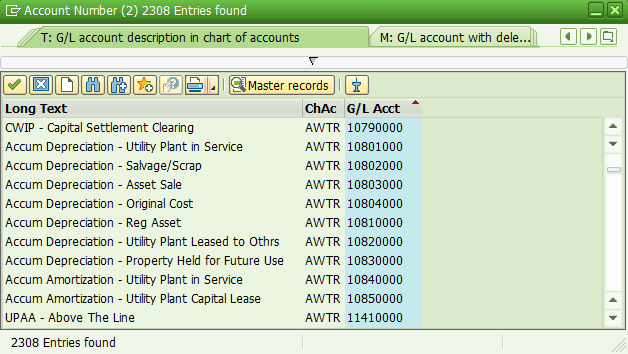 Account Number (2) 2308 Entries found
T: G/L account description in chart of accounts M: G/L account with dele...
Master records
Long Text ChAc G/L Acct
CWIP - Capital Settlement Clearing AWTR 10790000
Accum Depreciation - Utility Plant in Service AWTR 10801000
Accum Depreciation - Salvage/Scrap AWTR 10802000
Accum Depreciation - Asset Sale AWTR 10803000
Accum Depreciation - Original Cost AWTR 10804000
Accum Depreciation - Reg Asset AWTR 10810000
Accum Depreciation - Utility Plant Leased to Othrs AWTR 10820000
Accum Depreciation - Property Held for Future Use AWTR 10830000
Accum Amortization - Utility Plant in Service AWTR 10840000
Accum Amortization - Utility Plant Capital Lease AWTR 10850000
UPAA - Above The Line AWTR 11410000
2308 Entries found